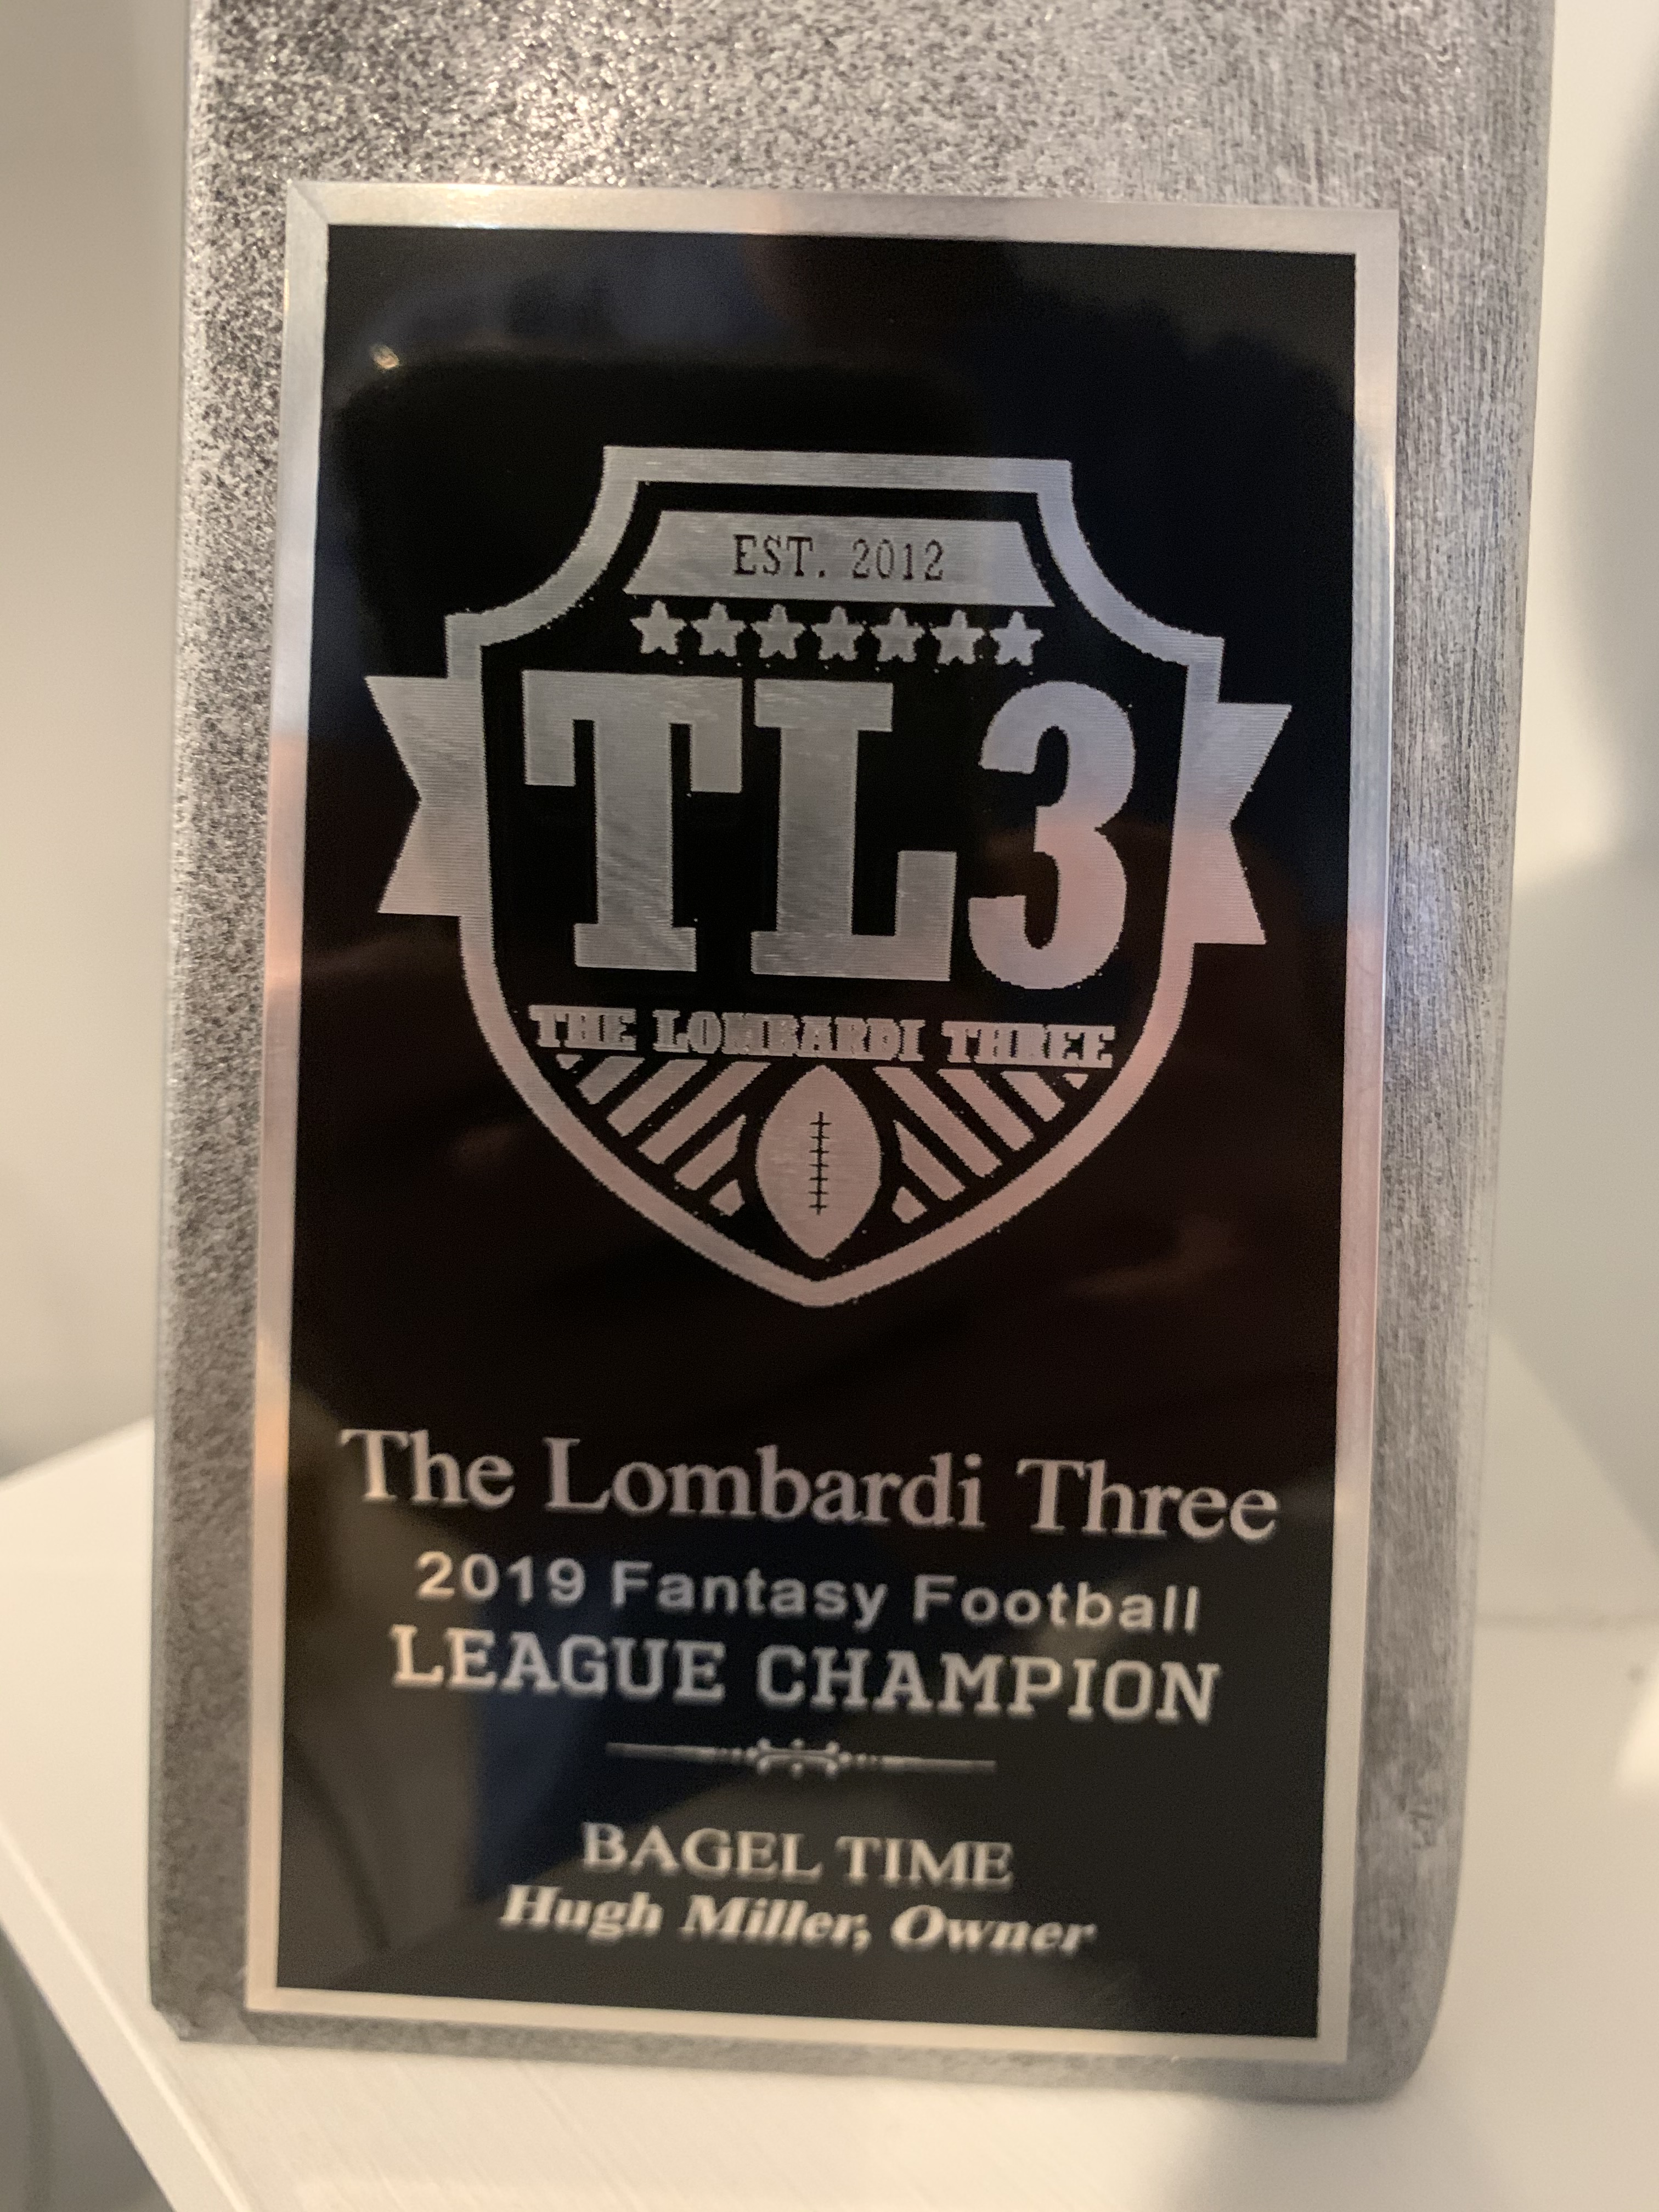 EST. 2012
TL3
THE LOMBARDI THREE
The Lombardi Three
2019 Fantasy Football
LEAGUE CHAMPION
BAGEL TIME
Hugh Miller, Owner